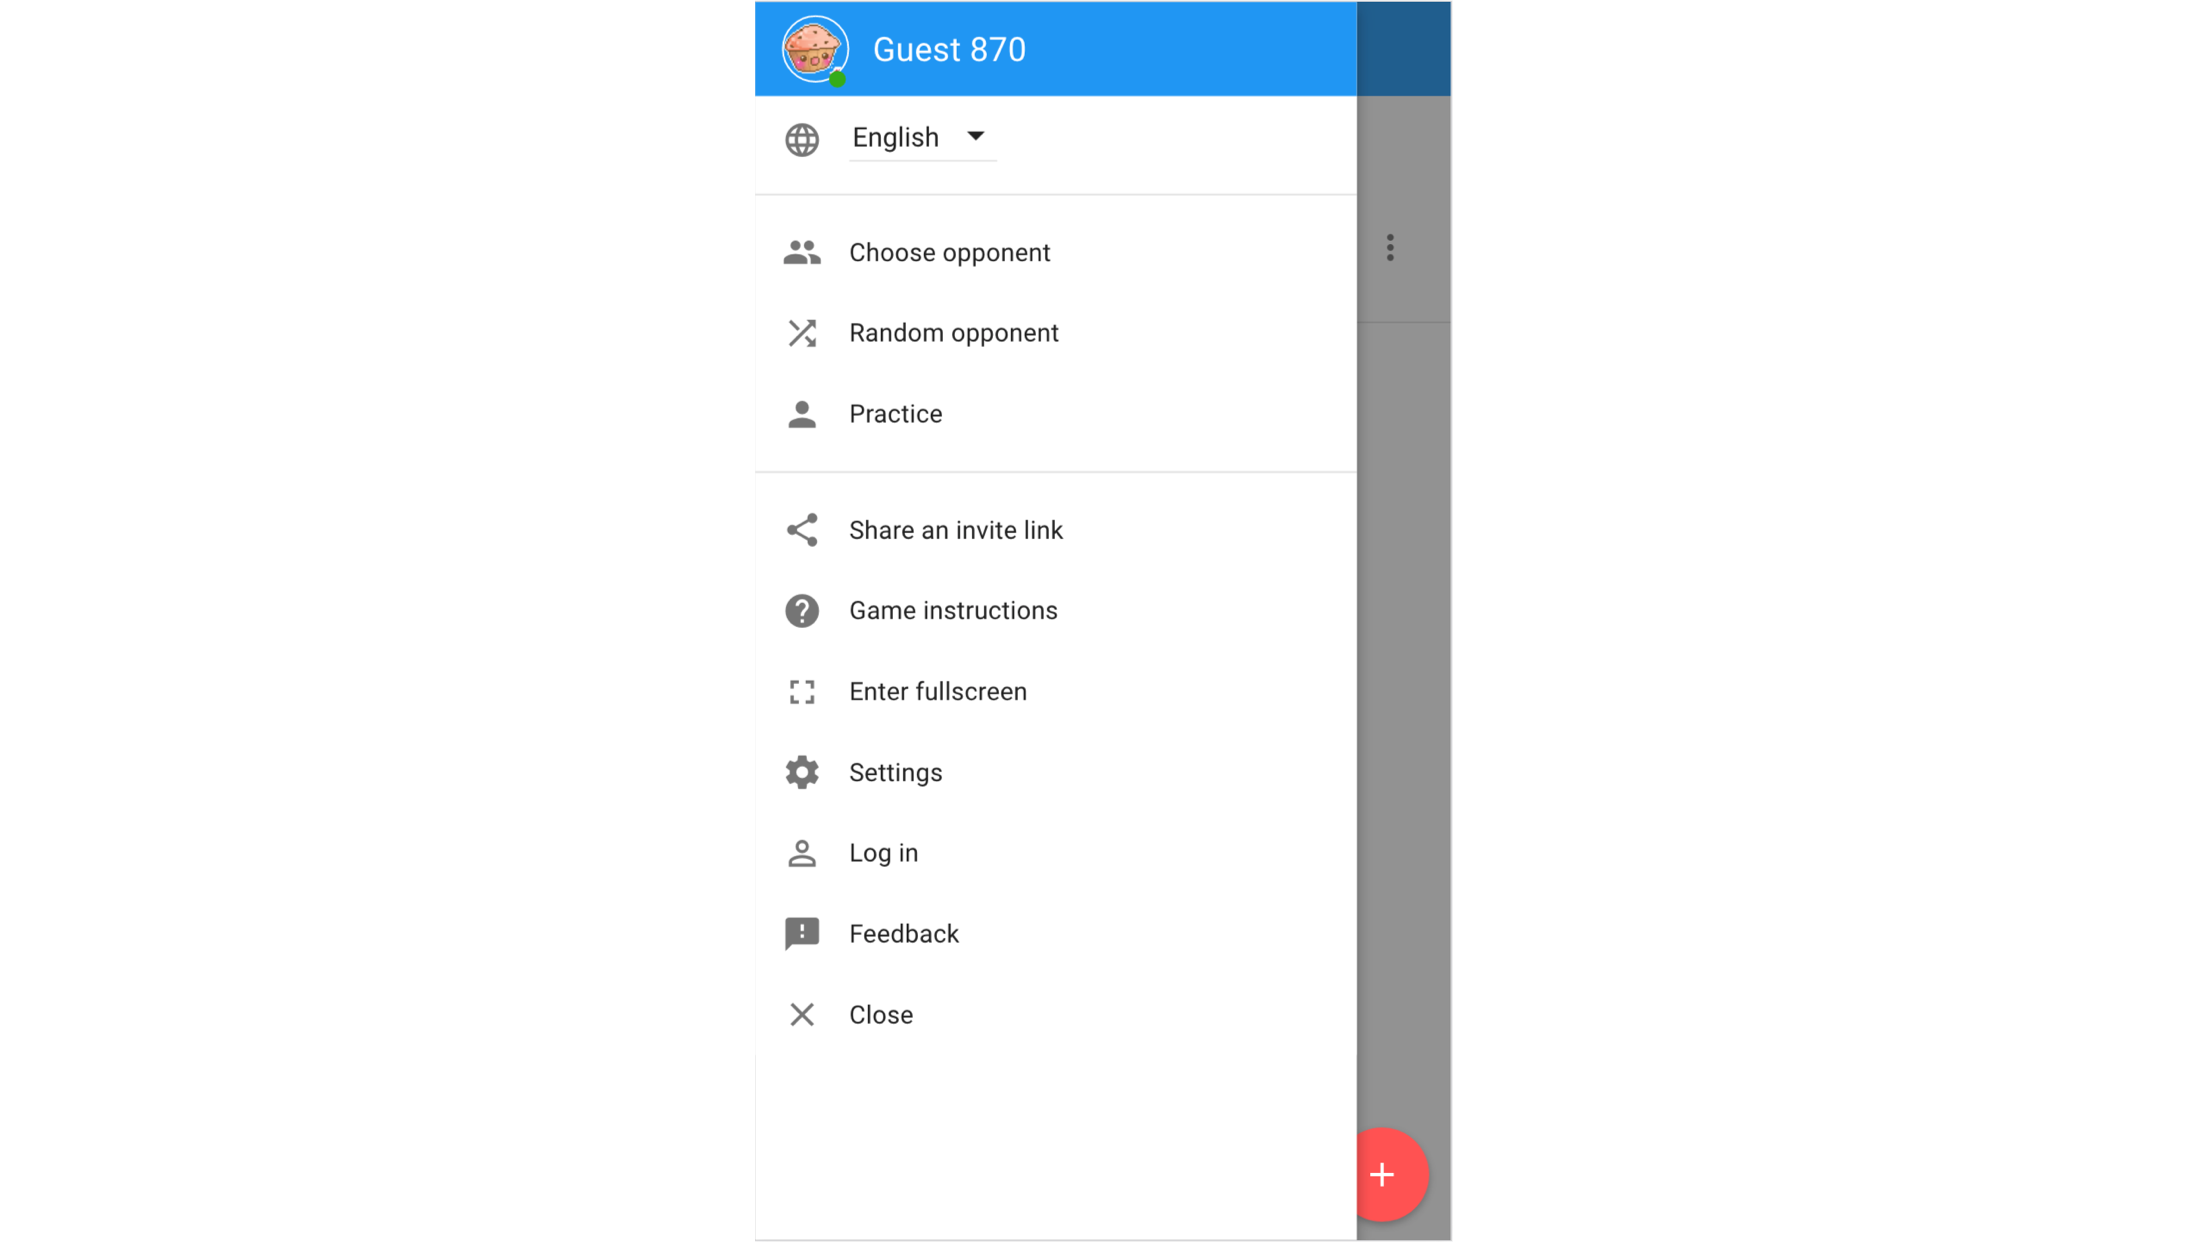 Guest 870
English
Choose opponent
Random opponent
Practice
Share an invite link
Game instructions
Enter fullscreen
Settings
Log in
Feedback
Close